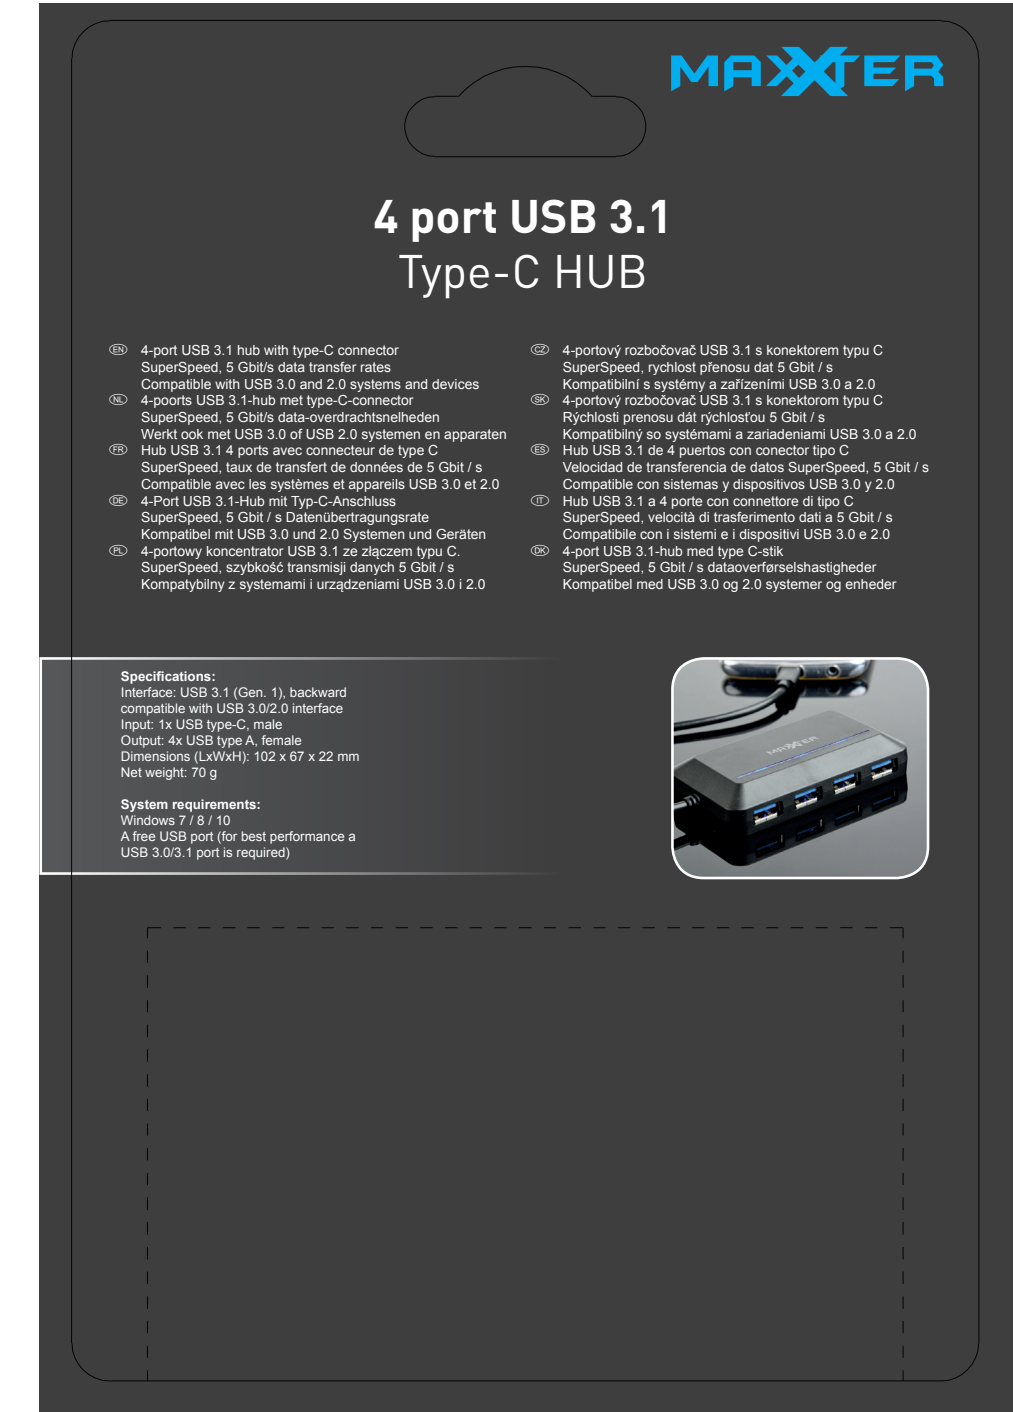 MAXXTER
4 port USB 3.1
Type-C HUB
EN 4-port USB 3.1 hub with type-C connector
SuperSpeed, 5 Gbit/s data transfer rates
Compatible with USB 3.0 and 2.0 systems and devices
NL 4-poorts USB 3.1-hub met type-C-connector
SuperSpeed, 5 Gbit/s data-overdrachtsnelheden
Werkt ook met USB 3.0 of USB 2.0 systemen en apparaten
FR Hub USB 3.1 4 ports avec connecteur de type C
SuperSpeed, taux de transfert de données de 5 Gbit / s
Compatible avec les systèmes et appareils USB 3.0 et 2.0
DE 4-Port USB 3.1-Hub mit Typ-C-Anschluss
SuperSpeed, 5 Gbit / s Datenübertragungsrate
Kompatibel mit USB 3.0 und 2.0 Systemen und Geräten
PL 4-portowy koncentrator USB 3.1 ze złączem typu C.
SuperSpeed, szybkość transmisji danych 5 Gbit / s
Kompatybilny z systemami i urządzeniami USB 3.0 i 2.0
CZ 4-portový rozbočovač USB 3.1 s konektorem typu C
SuperSpeed, rychlost přenosu dat 5 Gbit / s
Kompatibilní s systémy a zařízeními USB 3.0 a 2.0
SK 4-portový rozbočovač USB 3.1 s konektorom typu C
Rýchlosti prenosu dát rýchlosťou 5 Gbit / s
Kompatibilný so systémami a zariadeniami USB 3.0 a 2.0
ES Hub USB 3.1 de 4 puertos con conector tipo C
Velocidad de transferencia de datos SuperSpeed, 5 Gbit / s
Compatible con sistemas y dispositivos USB 3.0 y 2.0
IT Hub USB 3.1 a 4 porte con connettore di tipo C
SuperSpeed, velocità di trasferimento dati a 5 Gbit / s
Compatibile con i sistemi e i dispositivi USB 3.0 e 2.0
DK 4-port USB 3.1-hub med type C-stik
SuperSpeed, 5 Gbit / s dataoverførselshastigheder
Kompatibel med USB 3.0 og 2.0 systemer og enheder
Specifications:
Interface: USB 3.1 (Gen. 1), backward
compatible with USB 3.0/2.0 interface
Input: 1x USB type-C, male
Output: 4x USB type A, female
Dimensions (LxWxH): 102 x 67 x 22 mm
Net weight: 70 g
System requirements:
Windows 7 / 8 / 10
A free USB port (for best performance a
USB 3.0/3.1 port is required)
MAXXTER